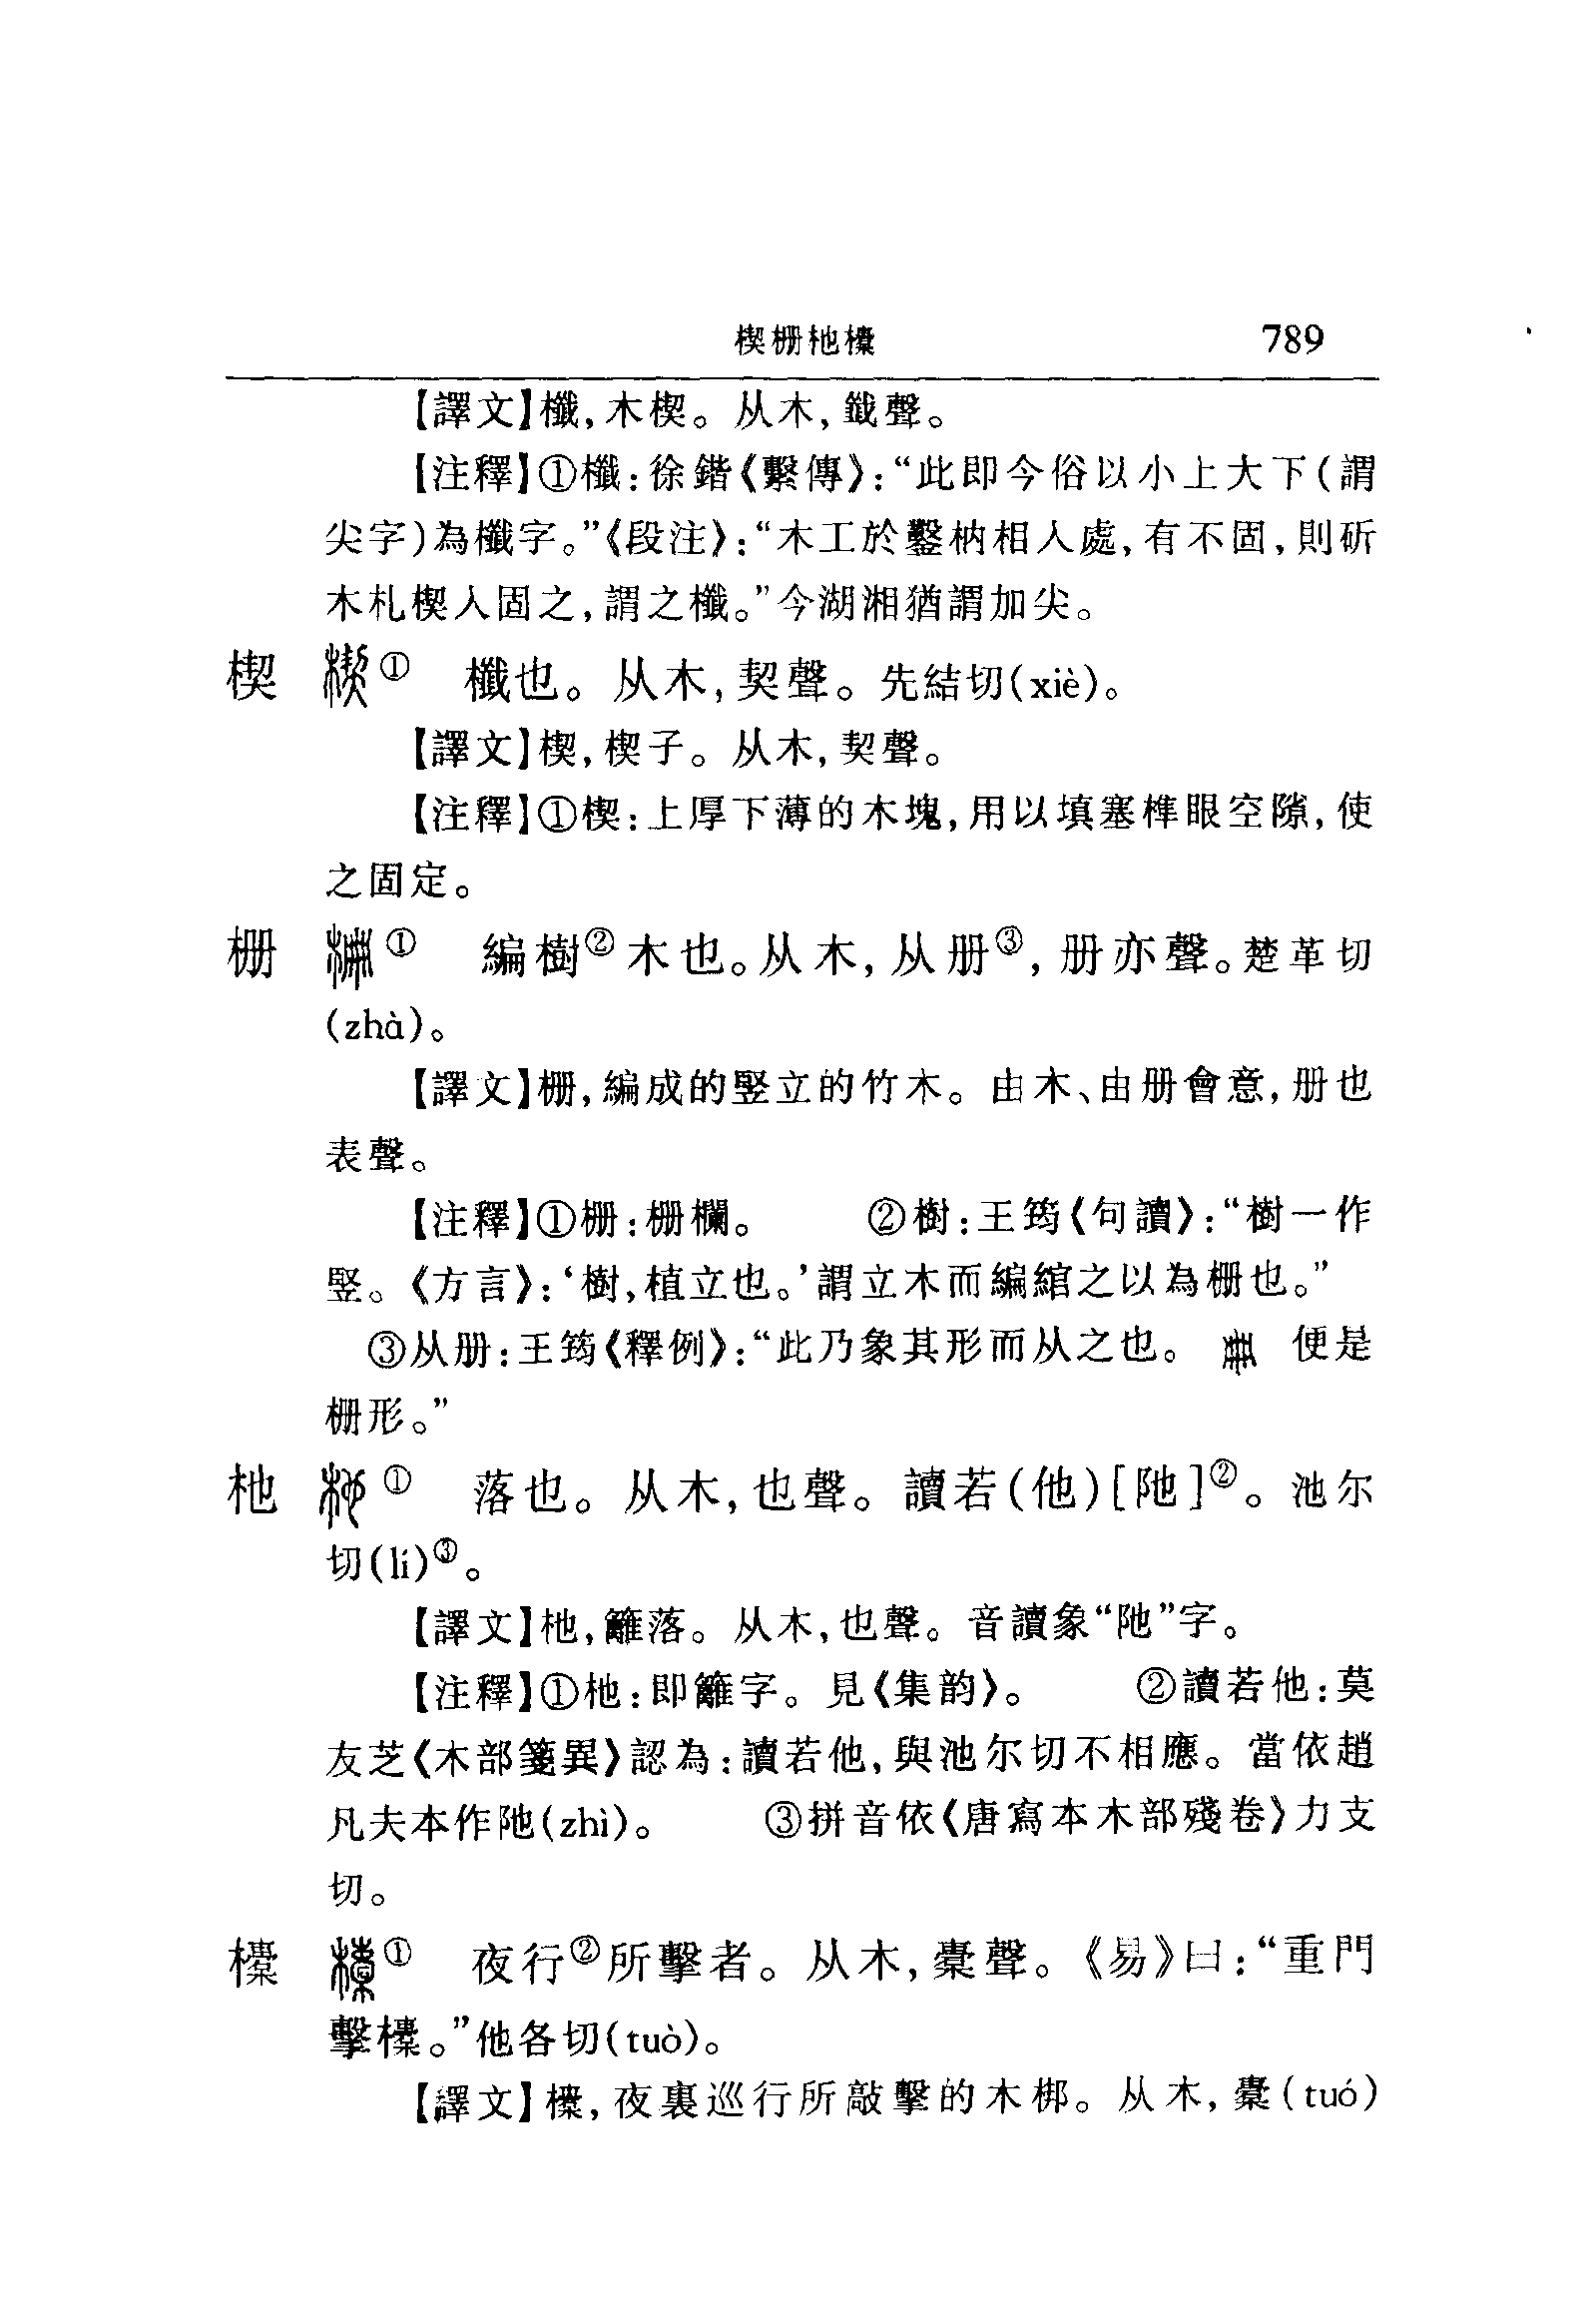 楔栅杝㯓 789
【譯文】櫼,木楔。从木,韱聲。
【注釋】①櫼:徐鍇《繫傳》:“此即今俗以小上大下(謂
尖字)為櫼字。”《段注》:“木工於鑿枘相入處,有不固,則斫
木札楔入固之,謂之櫼。”今湖湘猶謂加尖。
楔 ① 櫼也。从木,契聲。先結切(xiè)。
【譯文】楔,楔子。从木,契聲。
【注釋】①楔:上厚下薄的木塊,用以填塞榫眼空隙,使
之固定。
栅 ① 編樹②木也。从木,从册③,册亦聲。楚革切
(zhà)。
【譯文】栅,編成的竪立的竹木。由木、由册會意,册也
表聲。
【注釋】①栅:栅欄。 ②樹:王筠《句讀》:“樹一作
竪。《方言》:‘樹,植立也。’謂立木而編綰之以為栅也。”
③从册:王筠《釋例》:“此乃象其形而从之也。 便是
栅形。”
杝 ① 落也。从木,也聲。讀若(他)[阤]②。池尔
切(lí)③。
【譯文】杝,籬落。从木,也聲。音讀象“阤”字。
【注釋】①杝:即籬字。見《集韵》。 ②讀若他:莫
友芝《木部箋異》認為:讀若他,與池尔切不相應。當依趙
凡夫本作阤(zhì)。 ③拼音依《唐寫本木部殘卷》力支
切。
㯓 ① 夜行②所擊者。从木,橐聲。《易》曰:“重門
擊㯓。”他各切(tuò)。
【譯文】㯓,夜裏巡行所敲擊的木梆。从木,橐(tuó)